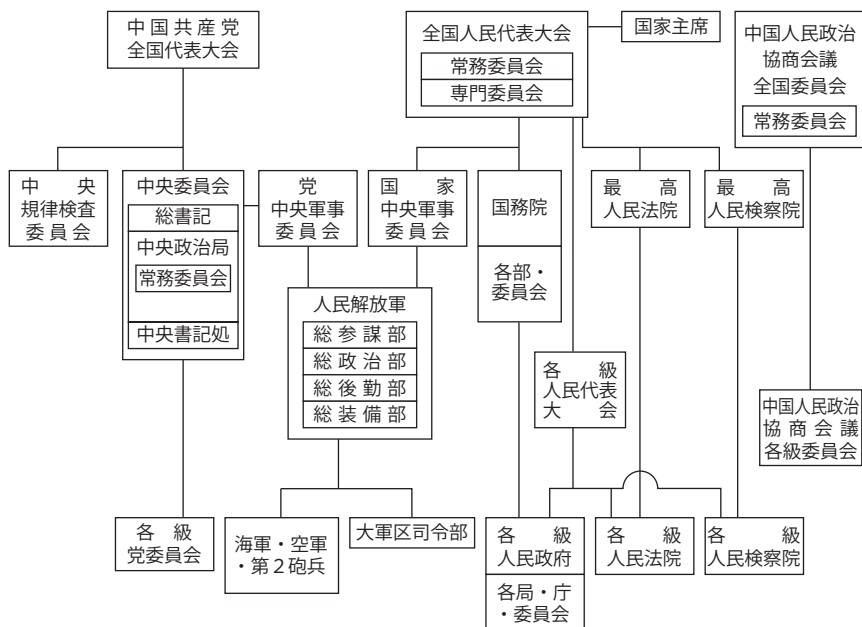 中国共産党
全国代表大会
全国人民代表大会
常務委員会
専門委員会
国家主席
中国人民政治
協商会議
全国委員会
常務委員会
中央
規律検査
委員会
中央委員会
総書記
中央政治局
常務委員会
中央書記処
党
中央軍事
委員会
国家
中央軍事
委員会
国務院
各部・
委員会
最高
人民法院
最高
人民検察院
人民解放軍
総参謀部
総政治部
総後勤部
総装備部
各級
人民代表
大会
中国人民政治
協商会議
各級委員会
各級
党委員会
海軍・空軍
・第2砲兵
大軍区司令部
各級
人民政府
各局・庁
・委員会
各級
人民法院
各級
人民検察院